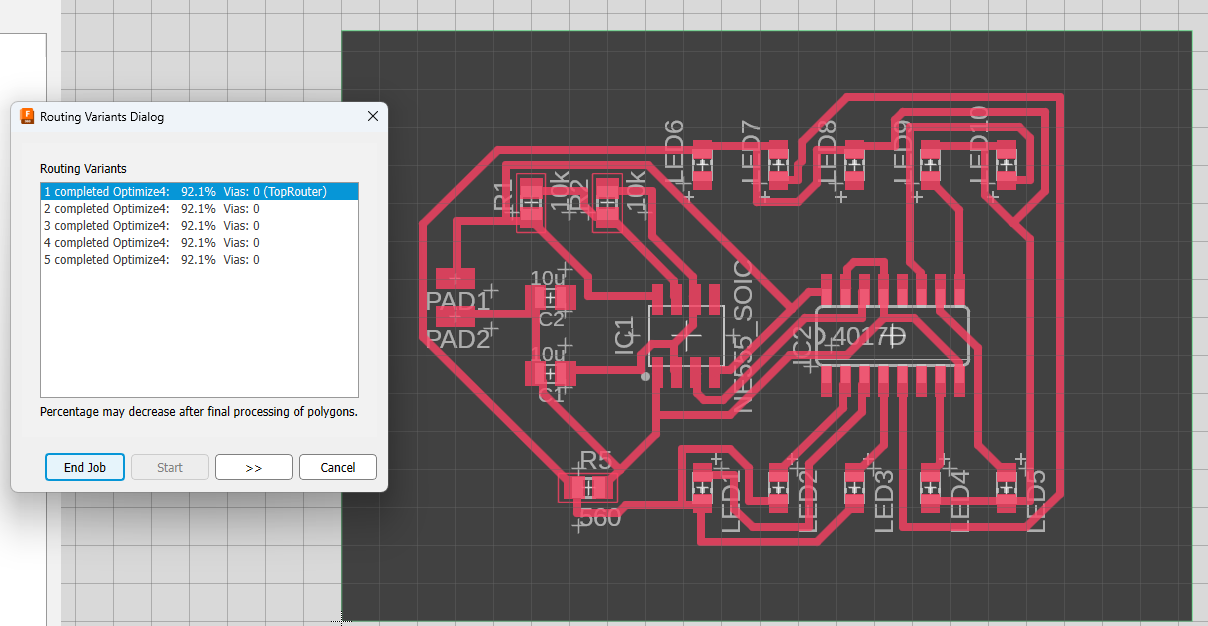 Routing Variants Dialog
Routing Variants
1 completed Optimize4: 92.1% Vias: 0 (TopRouter)
2 completed Optimize4: 92.1% Vias: 0
3 completed Optimize4: 92.1% Vias: 0
4 completed Optimize4: 92.1% Vias: 0
5 completed Optimize4: 92.1% Vias: 0
Percentage may decrease after final processing of polygons.
End Job
Start
>>
Cancel
LED6
LED7
LED8
LED9
LED10
R1
10k
R2
10k
PAD1
PAD2
10u
C2
10u
C1
IC1
NE555_SOIC
IC2
4017D
R5
560
LED1
LED2
LED3
LED4
LED5